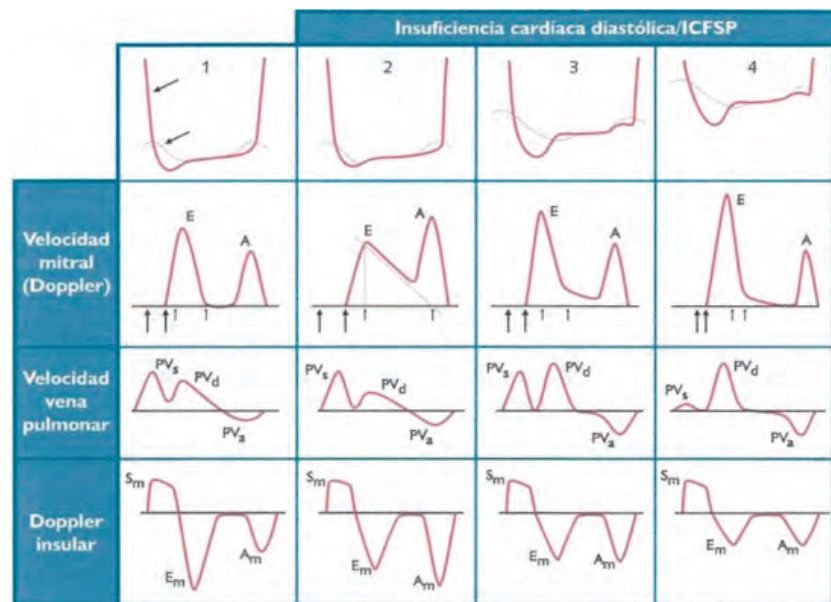 Insuficiencia cardíaca diastólica/ICFSP
1
2
3
4
Velocidad
mitral
(Doppler)
E
A
E
A
E
A
E
A
Velocidad
vena
pulmonar
PVs
PVd
PVa
PVs
PVd
PVa
PVs
PVd
PVa
PVs
PVd
PVa
Doppler
insular
Sm
Em
Am
Sm
Em
Am
Sm
Em
Am
Sm
Em
Am